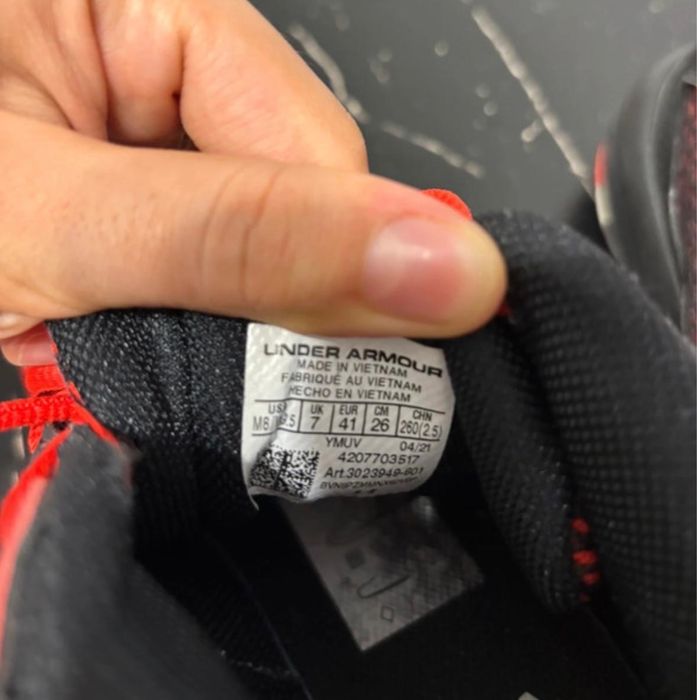 UNDER ARMOUR
MADE IN VIETNAM
FABRIQUÉ AU VIETNAM
HECHO EN VIETNAM
US UK EUR CM CHN
M8 7 41 26 260(2.5)
YMUV 04/21
4207703517
Art.3023949-601